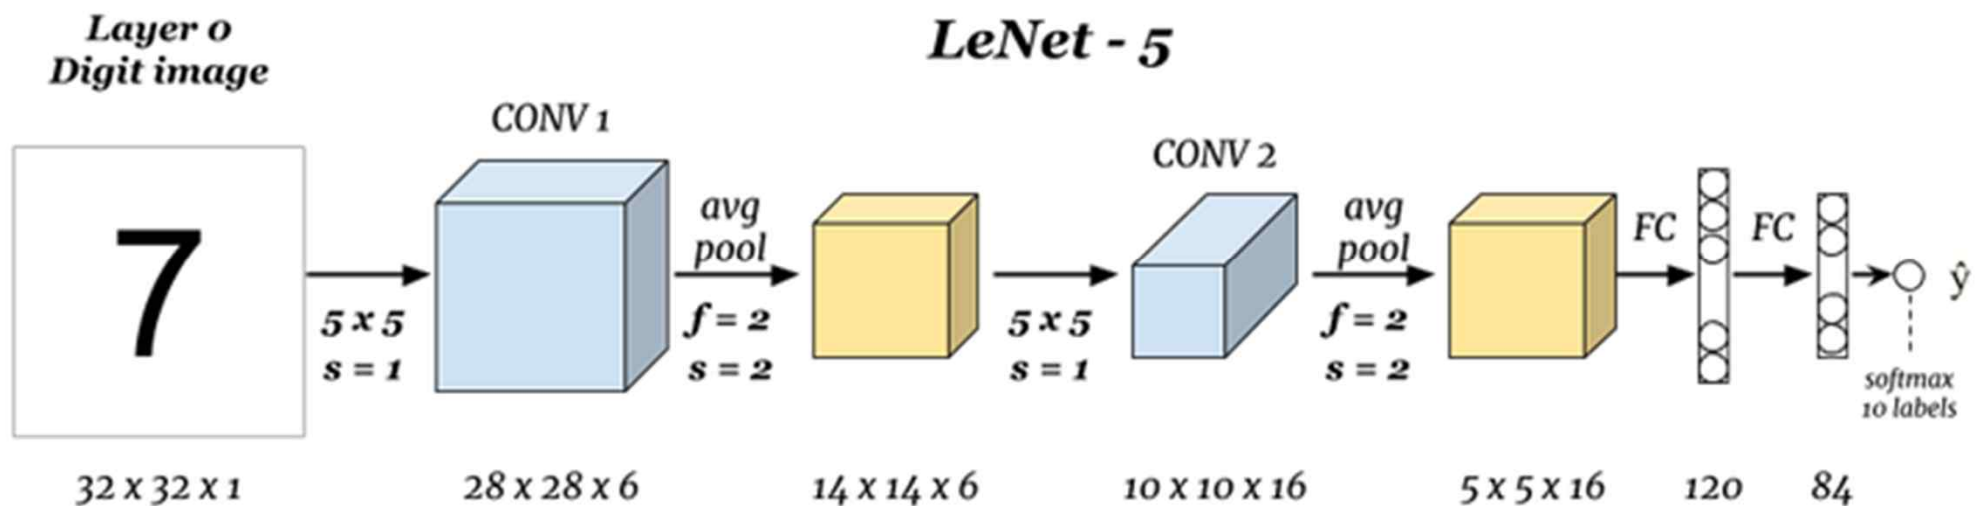 Layer 0
Digit image
LeNet - 5
CONV 1
CONV 2
7
avg
pool
avg
pool
FC
FC
ŷ
5 x 5
s = 1
f = 2
s = 2
5 x 5
s = 1
f = 2
s = 2
softmax
10 labels
32 x 32 x 1
28 x 28 x 6
14 x 14 x 6
10 x 10 x 16
5 x 5 x 16
120
84